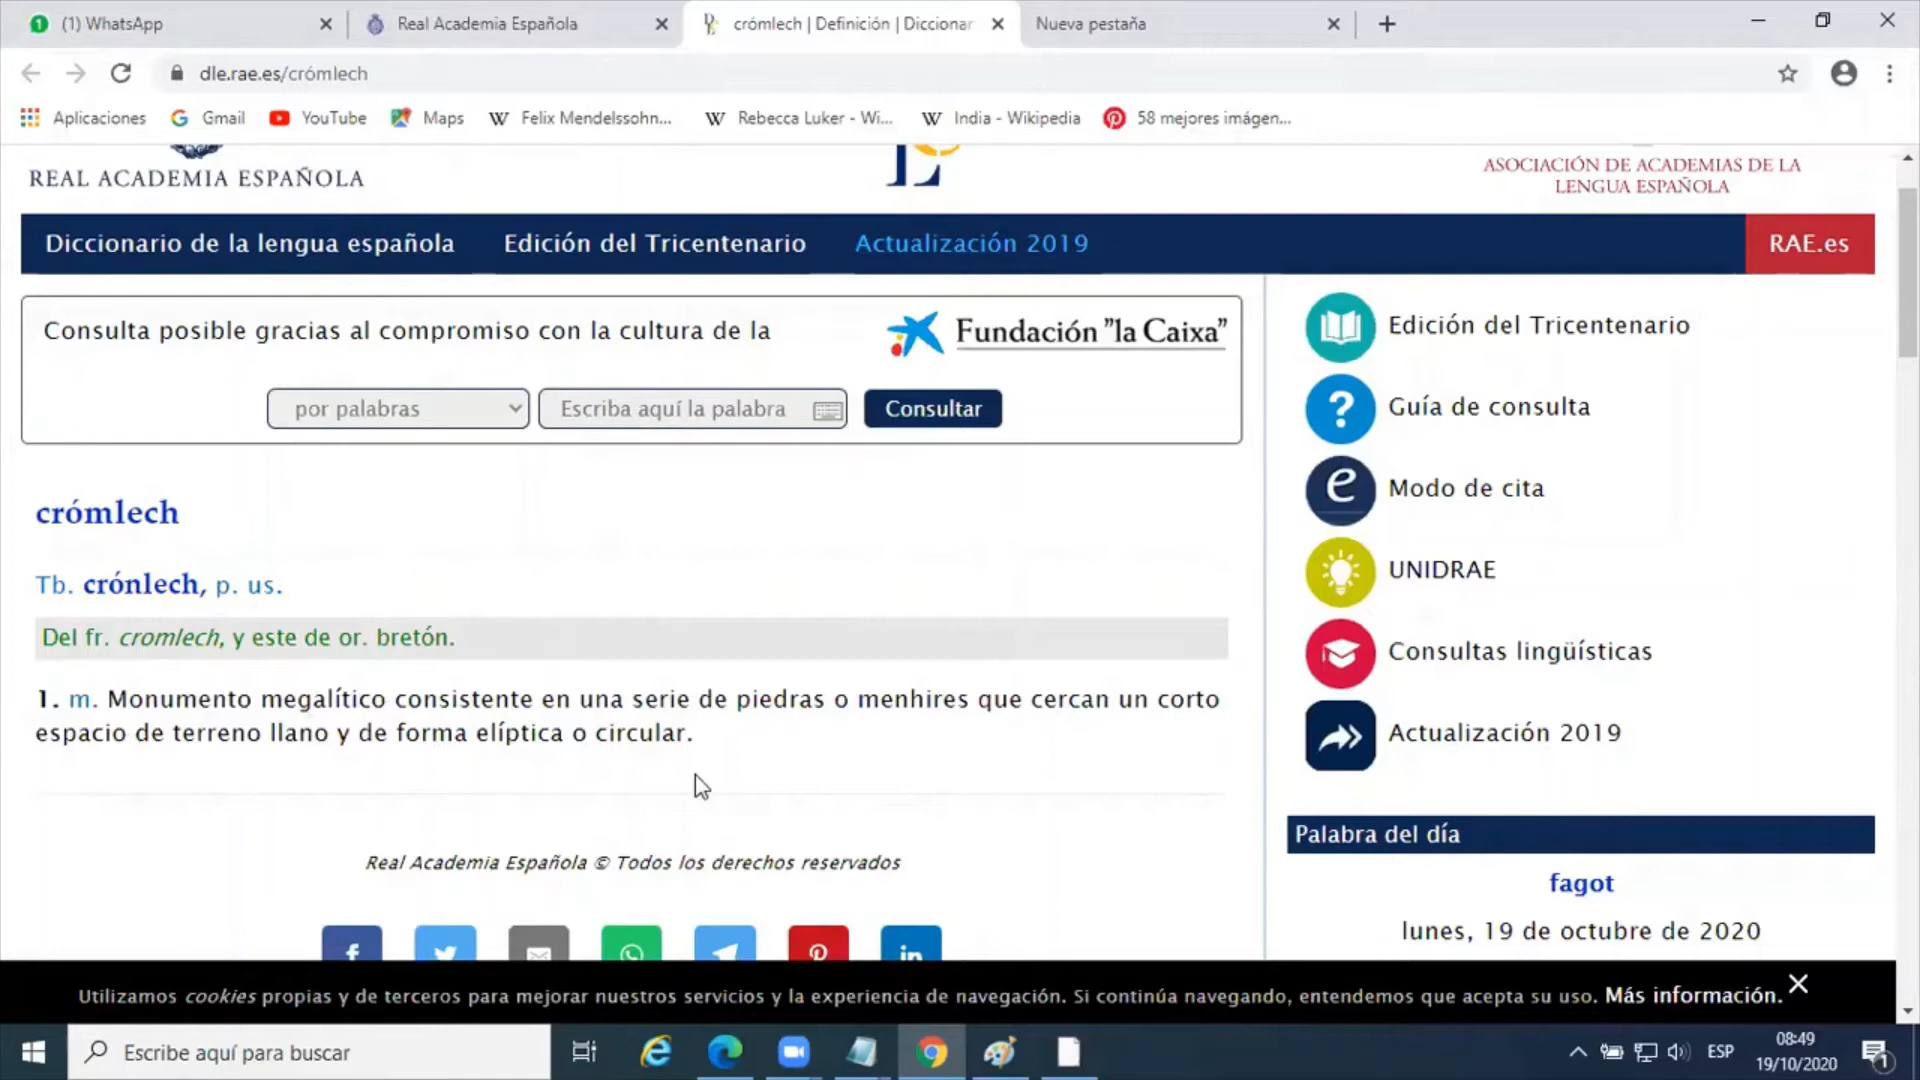 (1) WhatsApp
Real Academia Española
crómlech | Definición | Diccionar
Nueva pestaña
dle.rae.es/crómlech
Aplicaciones
Gmail
YouTube
Maps
Felix Mendelssohn...
Rebecca Luker - Wi...
India - Wikipedia
58 mejores imágen...
REAL ACADEMIA ESPAÑOLA
ASOCIACIÓN DE ACADEMIAS DE LA
LENGUA ESPAÑOLA
Diccionario de la lengua española
Edición del Tricentenario
Actualización 2019
RAE.es
Consulta posible gracias al compromiso con la cultura de la
Fundación "la Caixa"
por palabras
Escriba aquí la palabra
Consultar
crómlech
Tb. crónlech, p. us.
Del fr. cromlech, y este de or. bretón.
1. m. Monumento megalítico consistente en una serie de piedras o menhires que cercan un corto
espacio de terreno llano y de forma elíptica o circular.
Real Academia Española © Todos los derechos reservados
Edición del Tricentenario
Guía de consulta
Modo de cita
UNIDRAE
Consultas lingüísticas
Actualización 2019
Palabra del día
fagot
lunes, 19 de octubre de 2020
Utilizamos cookies propias y de terceros para mejorar nuestros servicios y la experiencia de navegación. Si continúa navegando, entendemos que acepta su uso. Más información.
Escribe aquí para buscar
ESP
08:49
19/10/2020
1